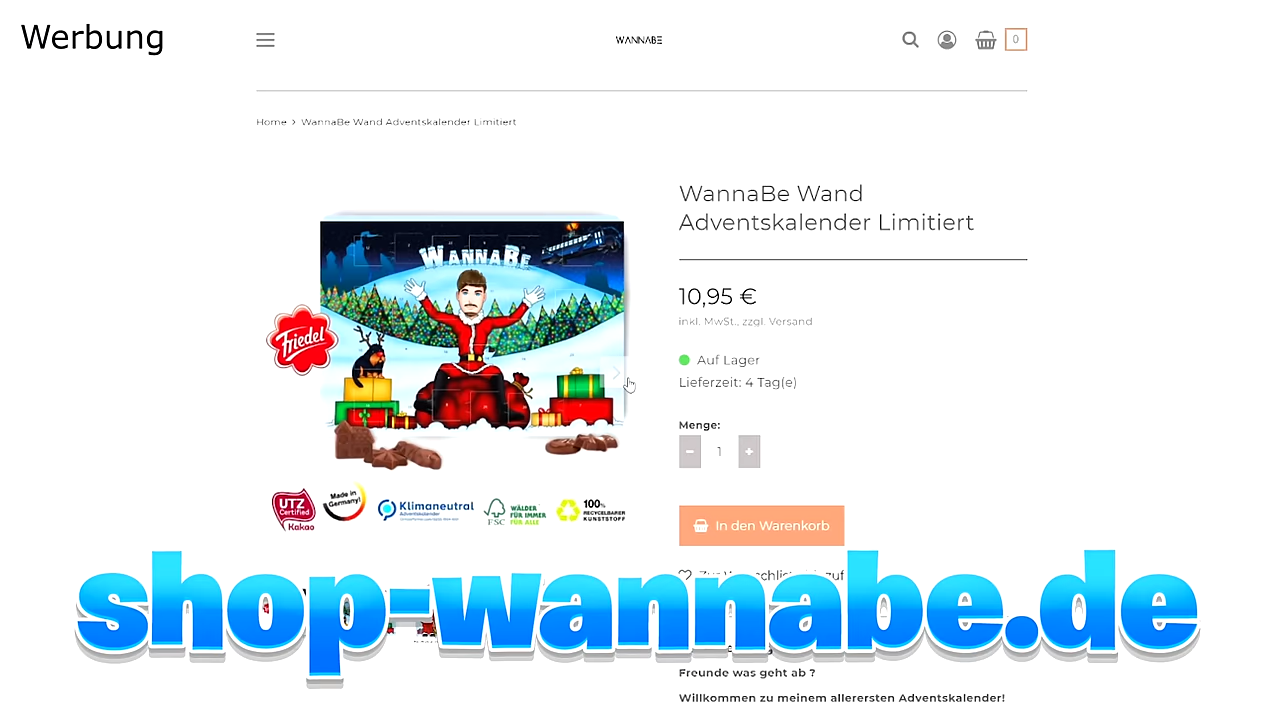 Werbung
WANNABE
0
Home > WannaBe Wand Adventskalender Limitiert
WannaBe Wand
Adventskalender Limitiert
WANNABE
Friedel
10,95 €
inkl. MwSt., zzgl. Versand
Auf Lager
Lieferzeit: 4 Tag(e)
Menge:
1
UTZ
Certified
Kakao
Made in
Germany!
Klimaneutral
FSC
WÄLDER
FÜR IMMER
FÜR ALLE
100%
RECYCELBARER
KUNSTSTOFF
In den Warenkorb
shop-wannabe.de
Freunde was geht ab ?
Willkommen zu meinem allerersten Adventskalender!